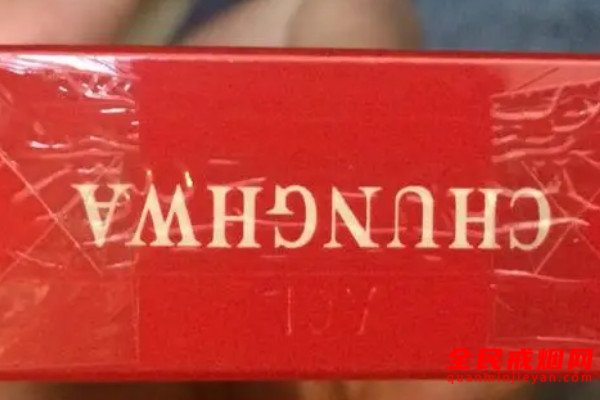 CHUNGHWA
全民戒烟网
quanminjieyan.com